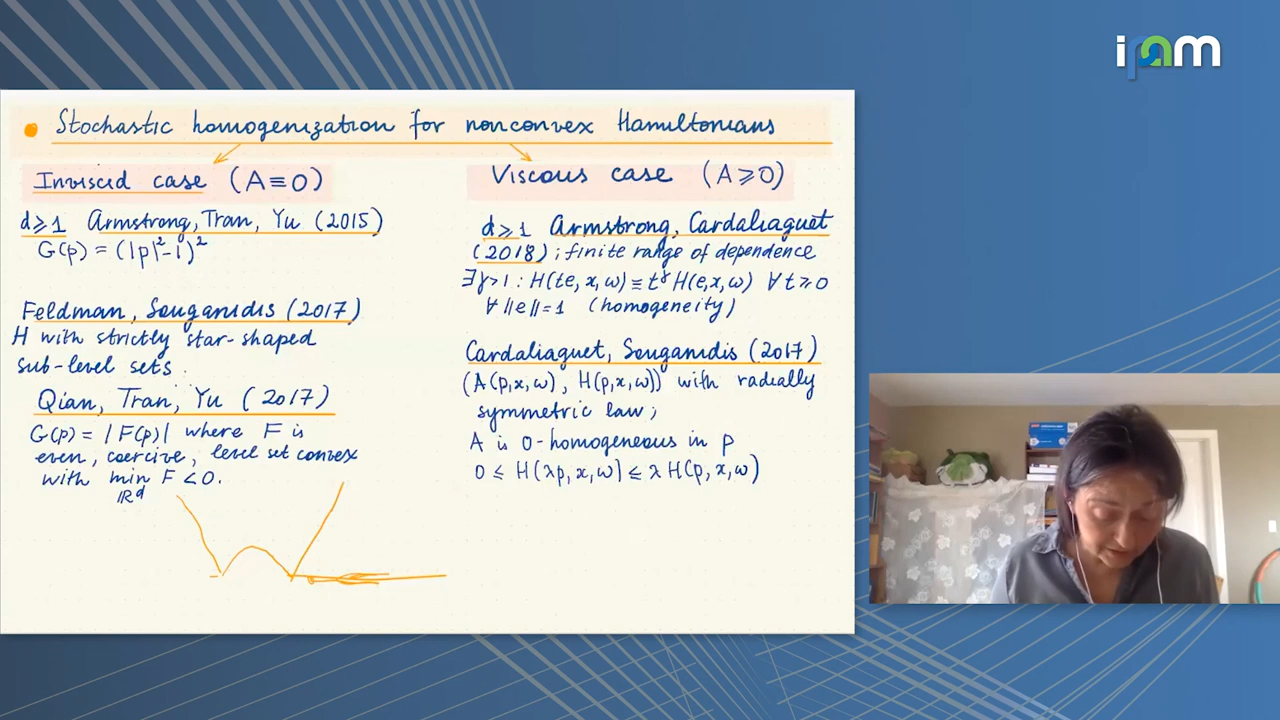 ipam
Stochastic homogenization for nonconvex Hamiltonians
Inviscid case (A≡0)
d≥1 Armstrong, Tran, Yu (2015)
G(p) = (|p|²-1)²
Feldman, Souganidis (2017)
H with strictly star-shaped
sub-level sets.
Qian, Tran, Yu (2017)
G(p) = |F(p)| where F is
even, coercive, level set convex
with min F < 0.
ℝᵈ
Viscous case (A⩾0)
d≥1 Armstrong, Cardaliaguet
(2018); finite range of dependence
∃γ>1 : H(te, x, ω) ≡ t^γ H(e,x,ω) ∀t⩾0
∀ ||e||=1 (homogeneity)
Cardaliaguet, Souganidis (2017)
(A(p,x,ω), H(p,x,ω)) with radially
symmetric law;
A is 0-homogeneous in p
0 ≤ H(λp, x, ω) ≤ λ H(p, x, ω)